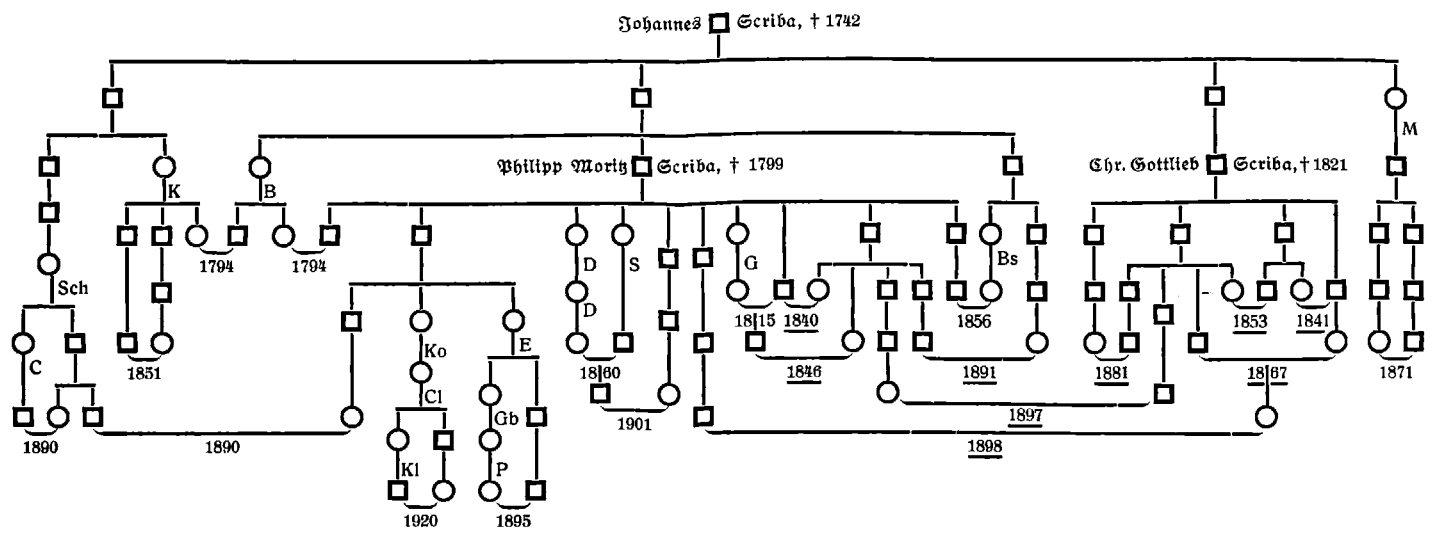 Johannes Scriba, † 1742
M
Philipp Moritz Scriba, † 1799
Chr. Gottlieb Scriba, † 1821
K
B
1794
1794
D
S
G
Bs
Sch
D
1815
1840
1856
1853
1841
Ko
E
C
1851
1860
1846
1891
1881
1867
1871
Cl
Gb
1901
1897
1890
1890
1898
Kl
P
1920
1895